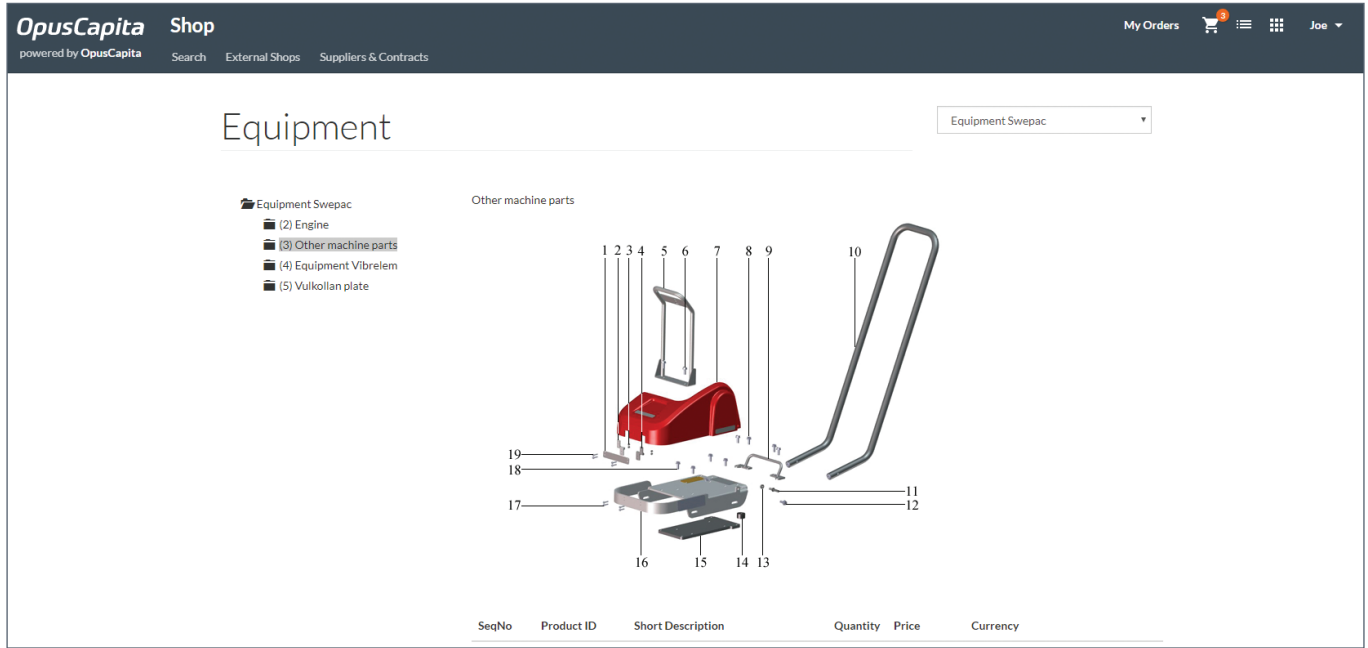 OpusCapita Shop My Orders 3 Joe
powered by OpusCapita Search External Shops Suppliers & Contracts
Equipment
Equipment Swepac
Equipment Swepac
(2) Engine
(3) Other machine parts
(4) Equipment Vibrelem
(5) Vulkollan plate
Other machine parts
1 2 3 4 5 6 7 8 9 10
19
18
17
11
12
16 15 14 13
SeqNo Product ID Short Description Quantity Price Currency